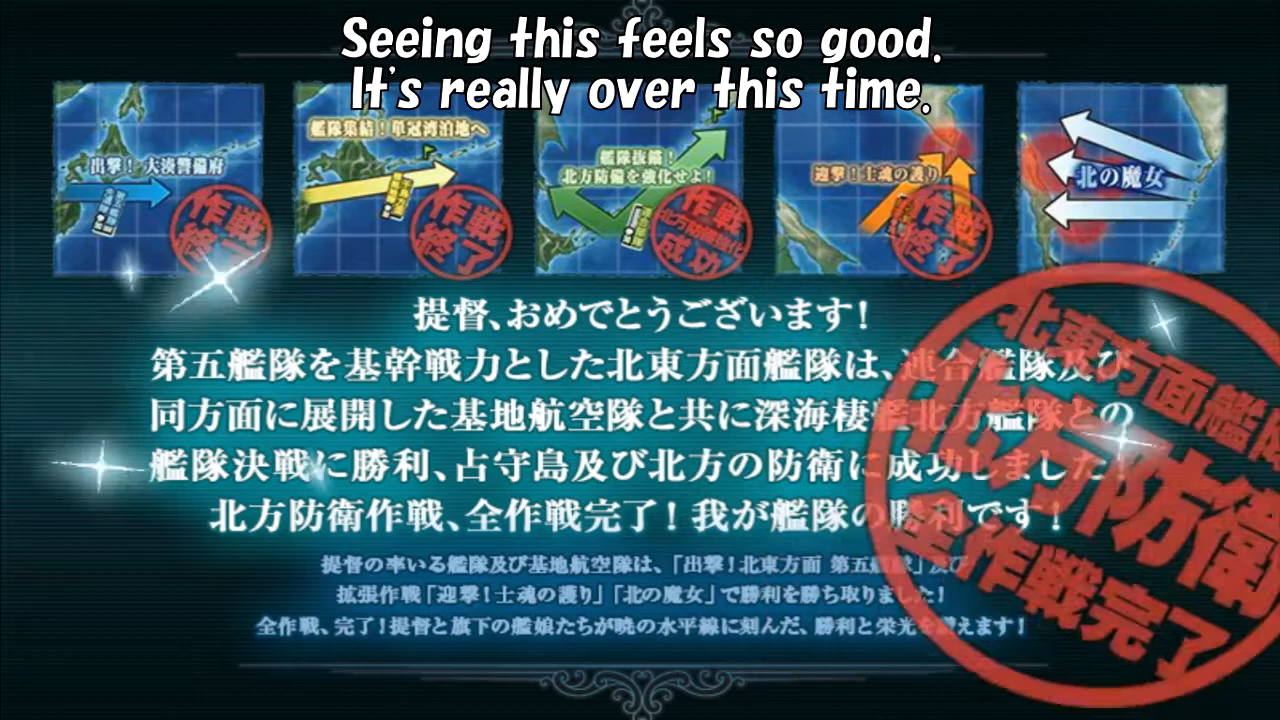 Seeing this feels so good.
It's really over this time.
出撃！大湊警備府
作戦
終了
艦隊集結！単冠湾泊地へ
作戦
終了
艦隊抜錨！
北方防備を強化せよ！
作戦
北方防備強化
成功
迎撃！士魂の護り
作戦
終了
北の魔女
提督、おめでとうございます！
第五艦隊を基幹戦力とした北東方面艦隊は、連合艦隊及び
同方面に展開した基地航空隊と共に深海棲艦北方艦隊との
艦隊決戦に勝利、占守島及び北方の防衛に成功しました！
北方防衛作戦、全作戦完了！我が艦隊の勝利です！
提督の率いる艦隊及び基地航空隊は、「出撃！北東方面 第五艦隊」及び
拡張作戦「迎撃！士魂の護り」「北の魔女」で勝利を勝ち取りました！
全作戦、完了！提督と旗下の艦娘たちが暁の水平線に刻んだ、勝利と栄光を讃えます！
北東方面艦隊
北方防衛
全作戦完了